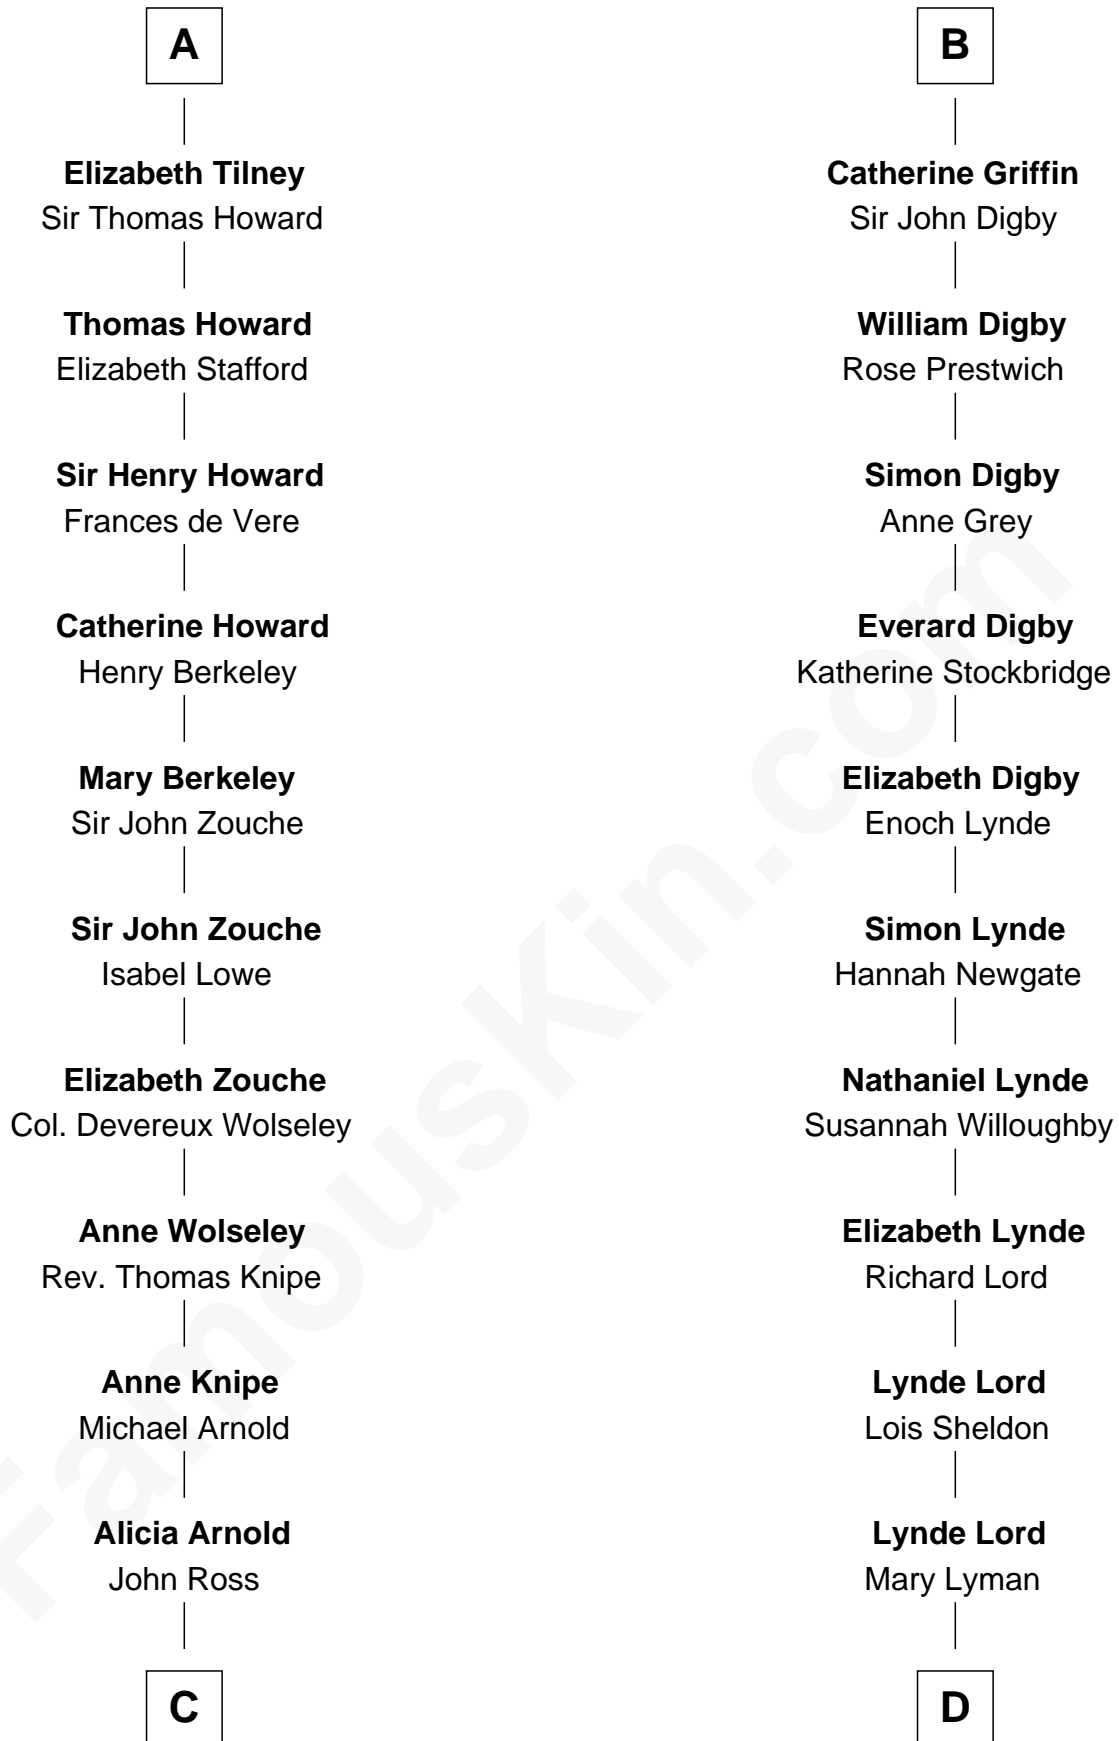 A
Elizabeth Tilney
Sir Thomas Howard
Thomas Howard
Elizabeth Stafford
Sir Henry Howard
Frances de Vere
Catherine Howard
Henry Berkeley
Mary Berkeley
Sir John Zouche
Sir John Zouche
Isabel Lowe
Elizabeth Zouche
Col. Devereux Wolseley
Anne Wolseley
Rev. Thomas Knipe
Anne Knipe
Michael Arnold
Alicia Arnold
John Ross
C
B
Catherine Griffin
Sir John Digby
William Digby
Rose Prestwich
Simon Digby
Anne Grey
Everard Digby
Katherine Stockbridge
Elizabeth Digby
Enoch Lynde
Simon Lynde
Hannah Newgate
Nathaniel Lynde
Susannah Willoughby
Elizabeth Lynde
Richard Lord
Lynde Lord
Lois Sheldon
Lynde Lord
Mary Lyman
D
FamousKin.com